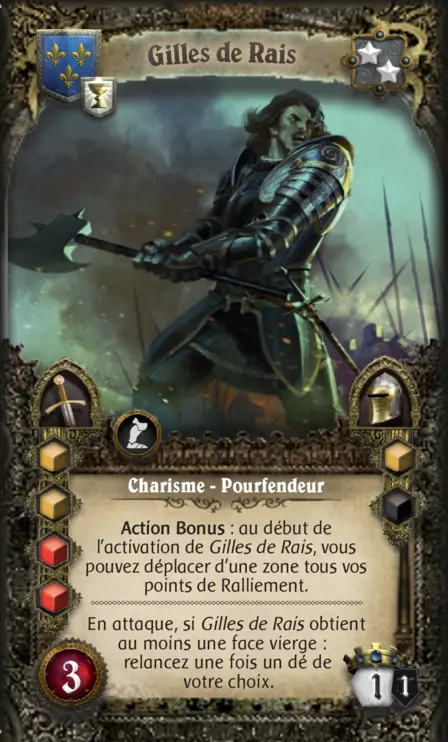 Gilles de Rais
Charisme - Pourfendeur
Action Bonus : au début de
l'activation de Gilles de Rais, vous
pouvez déplacer d'une zone tous vos
points de Ralliement.
En attaque, si Gilles de Rais obtient
au moins une face vierge :
relancez une fois un dé de
votre choix.
3
1 1